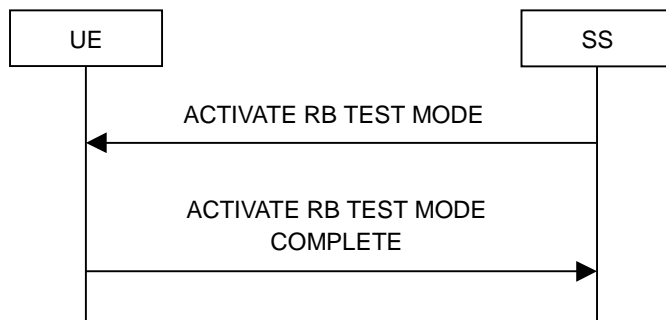 UE
SS
ACTIVATE RB TEST MODE
ACTIVATE RB TEST MODE
COMPLETE